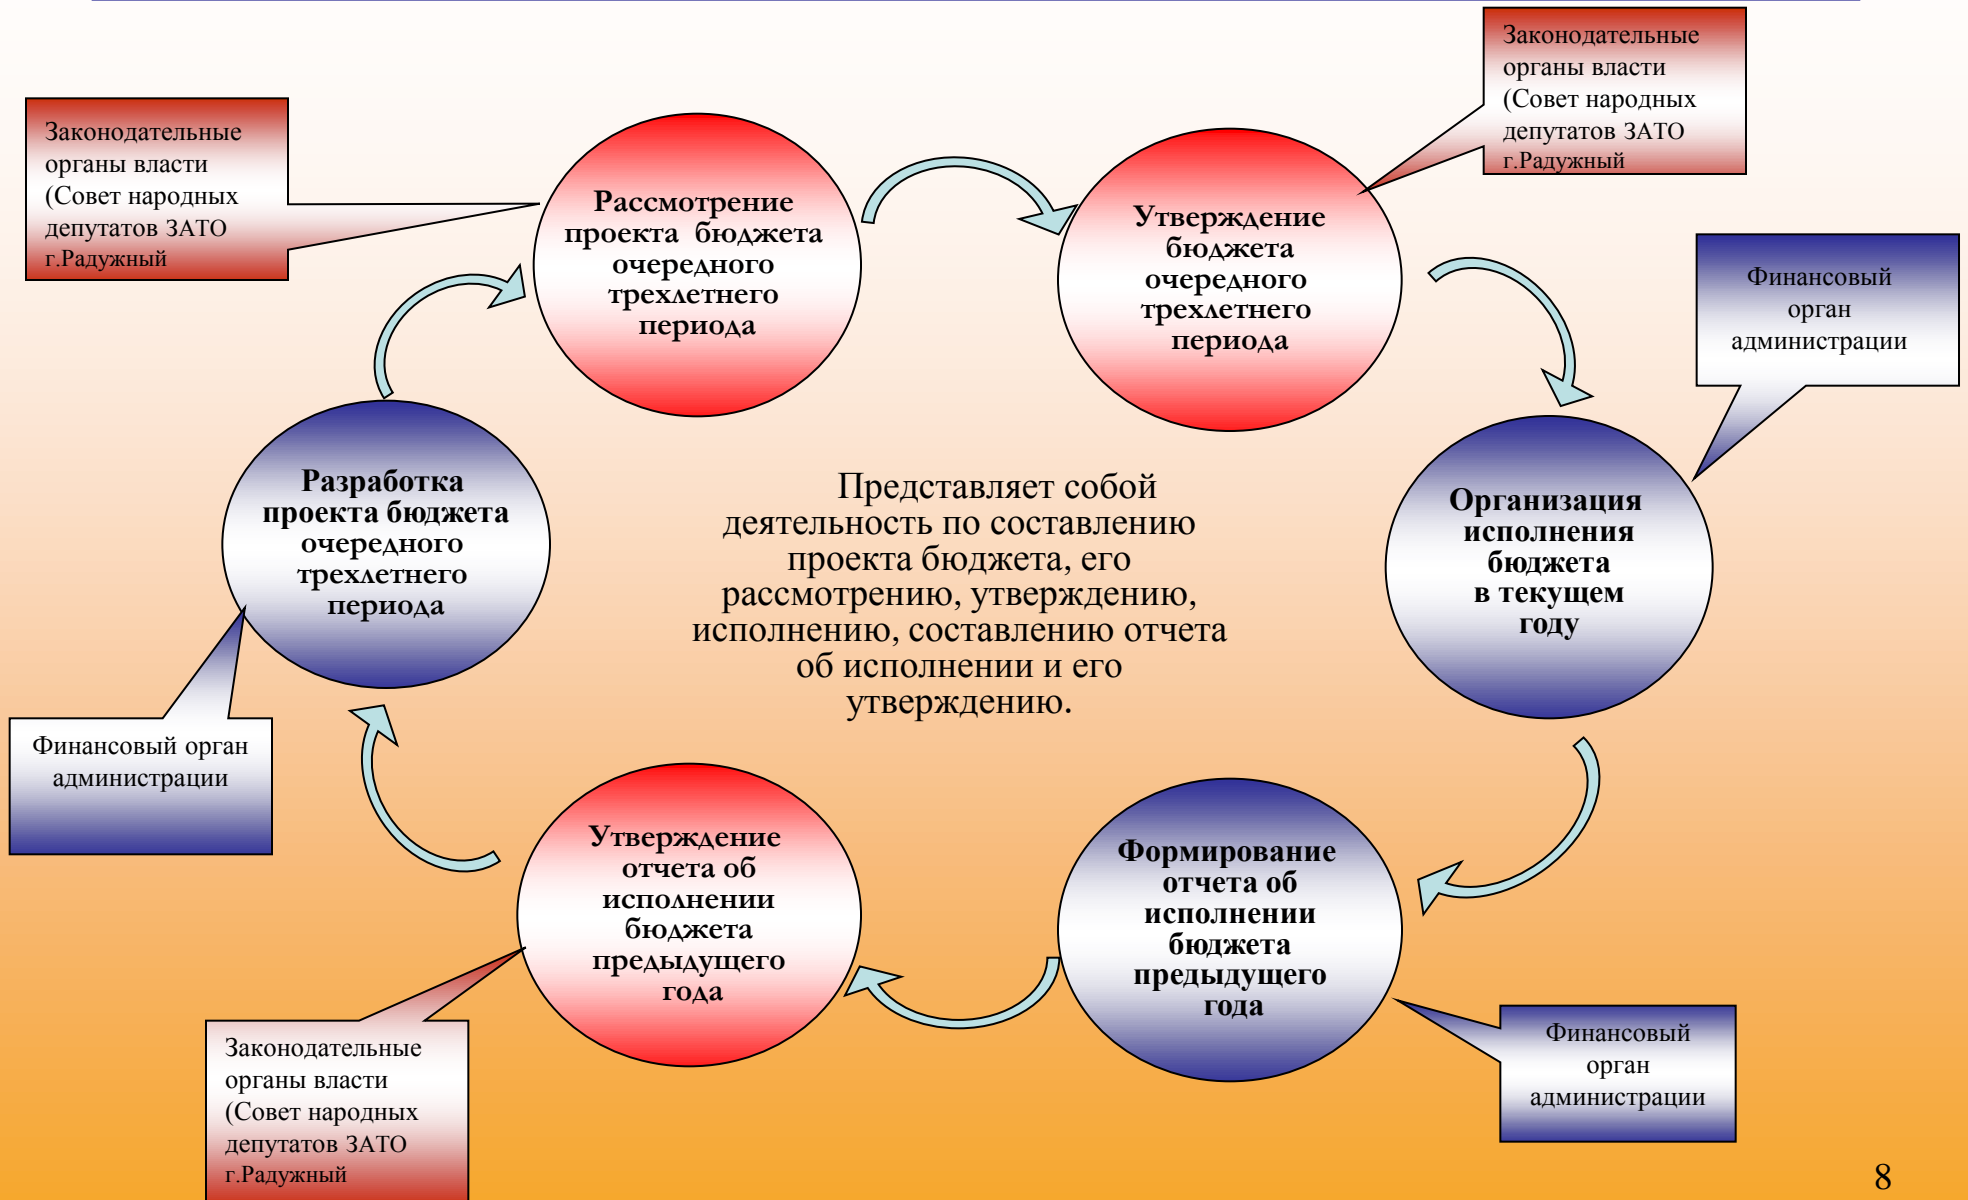 Законодательные
органы власти
(Совет народных
депутатов ЗАТО
г.Радужный
Законодательные
органы власти
(Совет народных
депутатов ЗАТО
г.Радужный
Рассмотрение
проекта бюджета
очередного
трехлетнего
периода
Утверждение
бюджета
очередного
трехлетнего
периода
Финансовый
орган
администрации
Разработка
проекта бюджета
очередного
трехлетнего
периода
Представляет собой
деятельность по составлению
проекта бюджета, его
рассмотрению, утверждению,
исполнению, составлению отчета
об исполнении и его
утверждению.
Организация
исполнения
бюджета
в текущем
году
Финансовый орган
администрации
Утверждение
отчета об
исполнении
бюджета
предыдущего
года
Формирование
отчета об
исполнении
бюджета
предыдущего
года
Законодательные
органы власти
(Совет народных
депутатов ЗАТО
г.Радужный
Финансовый
орган
администрации
8